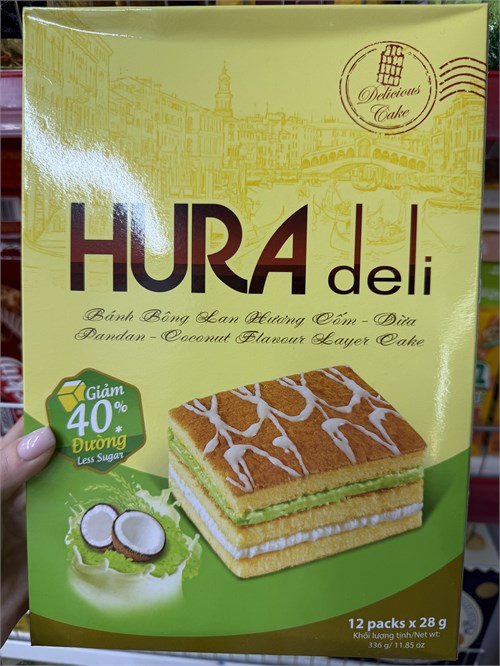 Delicious
Cake
HURA deli
Bánh Bông Lan Hương Cốm - Dừa
Pandan - Coconut Flavour Layer Cake
Giảm
40%*
Đường
Less Sugar
12 packs x 28 g
Khối lượng tịnh/Net wt:
336 g/ 11.85 oz